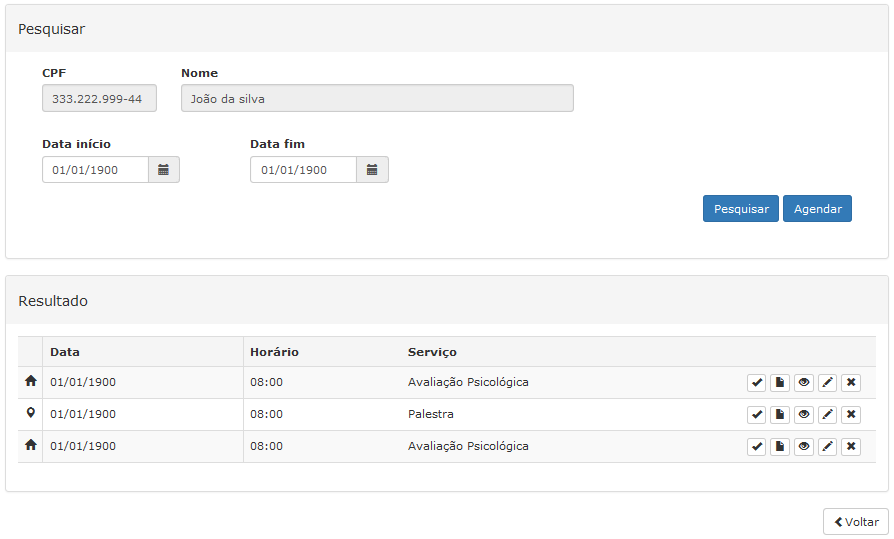 Pesquisar
CPF Nome
333.222.999-44 João da silva
Data início Data fim
01/01/1900 01/01/1900
Pesquisar Agendar
Resultado
Data Horário Serviço
01/01/1900 08:00 Avaliação Psicológica
01/01/1900 08:00 Palestra
01/01/1900 08:00 Avaliação Psicológica
Voltar